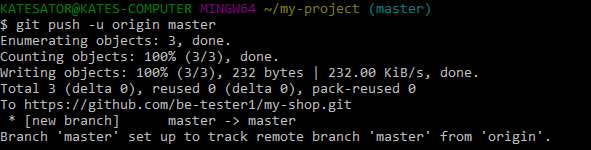 KATESATOR@KATES-COMPUTER MINGW64 ~/my-project (master)
$ git push -u origin master
Enumerating objects: 3, done.
Counting objects: 100% (3/3), done.
Writing objects: 100% (3/3), 232 bytes | 232.00 KiB/s, done.
Total 3 (delta 0), reused 0 (delta 0), pack-reused 0
To https://github.com/be-tester1/my-shop.git
 * [new branch]      master -> master
Branch 'master' set up to track remote branch 'master' from 'origin'.